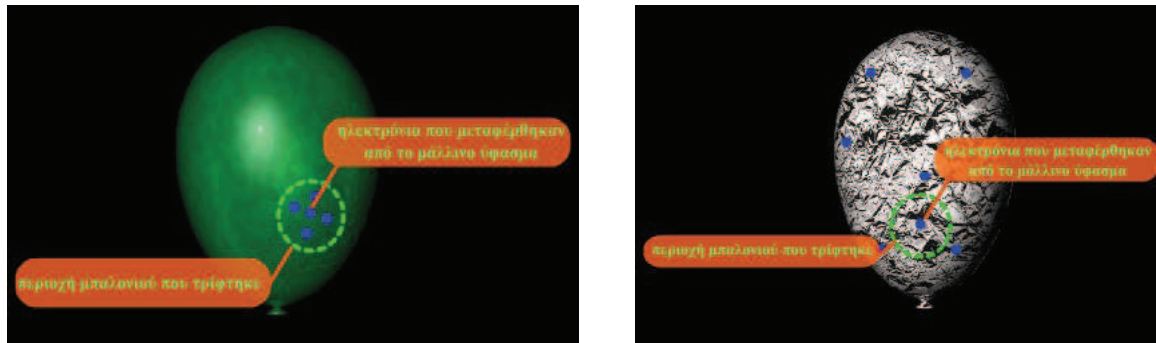 ηλεκτρόνια που μεταφέρθηκαν
από το μάλλινο ύφασμα
περιοχή μπαλονιού που τρίφτηκε
ηλεκτρόνια που μεταφέρθηκαν
από το μάλλινο ύφασμα
περιοχή μπαλονιού που τρίφτηκε